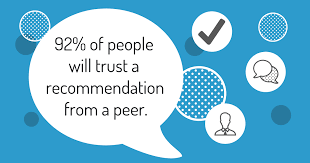 92% of people
will trust a
recommendation
from a peer.